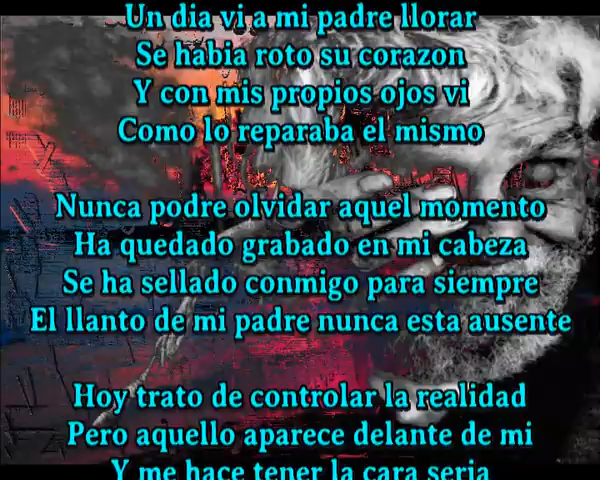 Un dia vi a mi padre llorar
Se habia roto su corazon
Y con mis propios ojos vi
Como lo reparaba el mismo
Nunca podre olvidar aquel momento
Ha quedado grabado en mi cabeza
Se ha sellado conmigo para siempre
El llanto de mi padre nunca esta ausente
Hoy trato de controlar la realidad
Pero aquello aparece delante de mi
Y me hace tener la cara seria